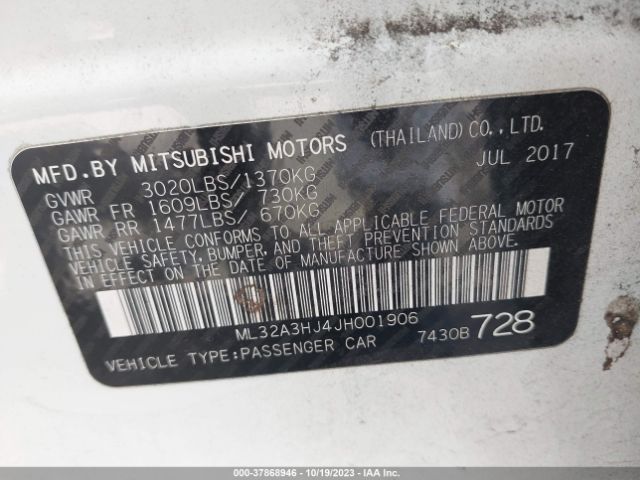 MFD.BY MITSUBISHI MOTORS (THAILAND)CO.,LTD.
GVWR 3020LBS/1370KG JUL 2017
GAWR FR 1609LBS/ 730KG
GAWR RR 1477LBS/ 670KG
THIS VEHICLE CONFORMS TO ALL APPLICABLE FEDERAL MOTOR
VEHICLE SAFETY, BUMPER, AND THEFT PREVENTION STANDARDS
IN EFFECT ON THE DATE OF MANUFACTURE SHOWN ABOVE.
ML32A3HJ4JH001906
VEHICLE TYPE:PASSENGER CAR 7430B 728
000-37868946 - 10/19/2023 - IAA Inc.